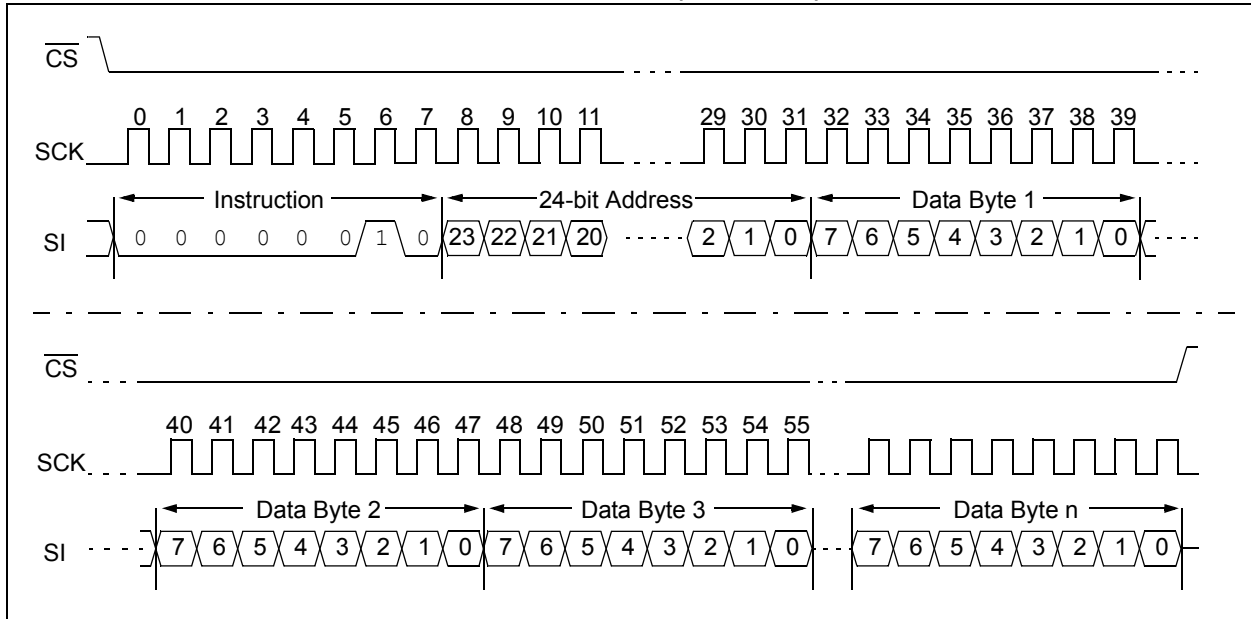 CS
0 1 2 3 4 5 6 7 8 9 10 11 29 30 31 32 33 34 35 36 37 38 39
SCK
Instruction 24-bit Address Data Byte 1
SI 0 0 0 0 0 0 1 0 23 22 21 20 2 1 0 7 6 5 4 3 2 1 0
CS
40 41 42 43 44 45 46 47 48 49 50 51 52 53 54 55
SCK
Data Byte 2 Data Byte 3 Data Byte n
SI 7 6 5 4 3 2 1 0 7 6 5 4 3 2 1 0 7 6 5 4 3 2 1 0